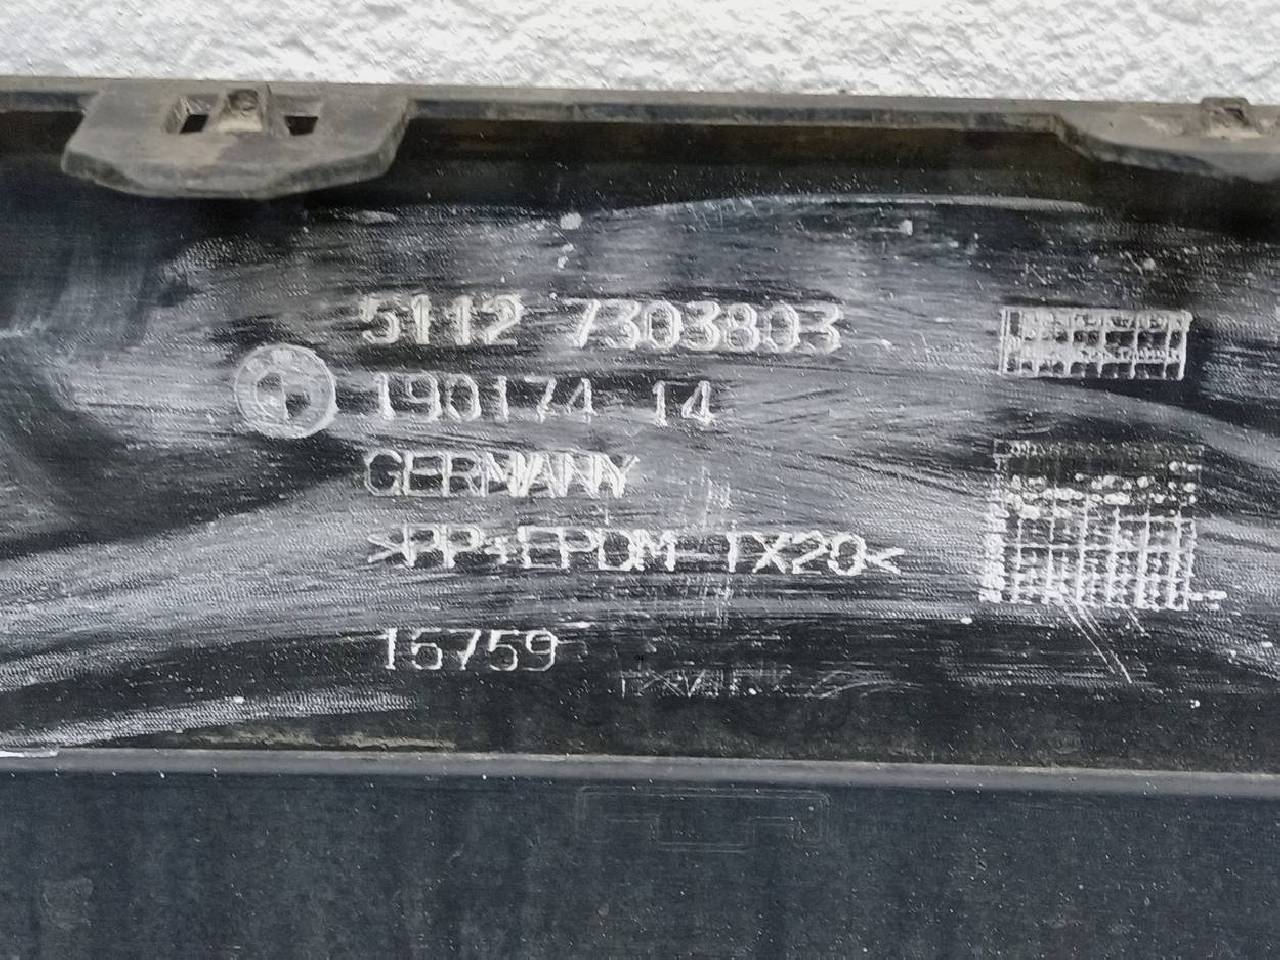 5112 7303803
190174-14
GERMANY
>PP+EPDM-TX20<
15759